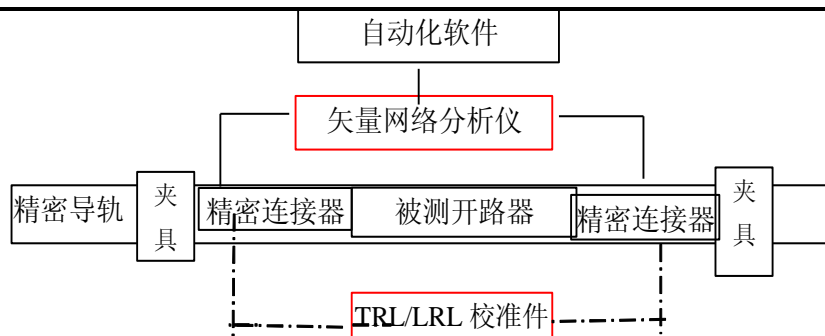 自动化软件
矢量网络分析仪
精密导轨
夹
具
精密连接器
被测开路器
精密连接器
夹
具
TRL/LRL 校准件